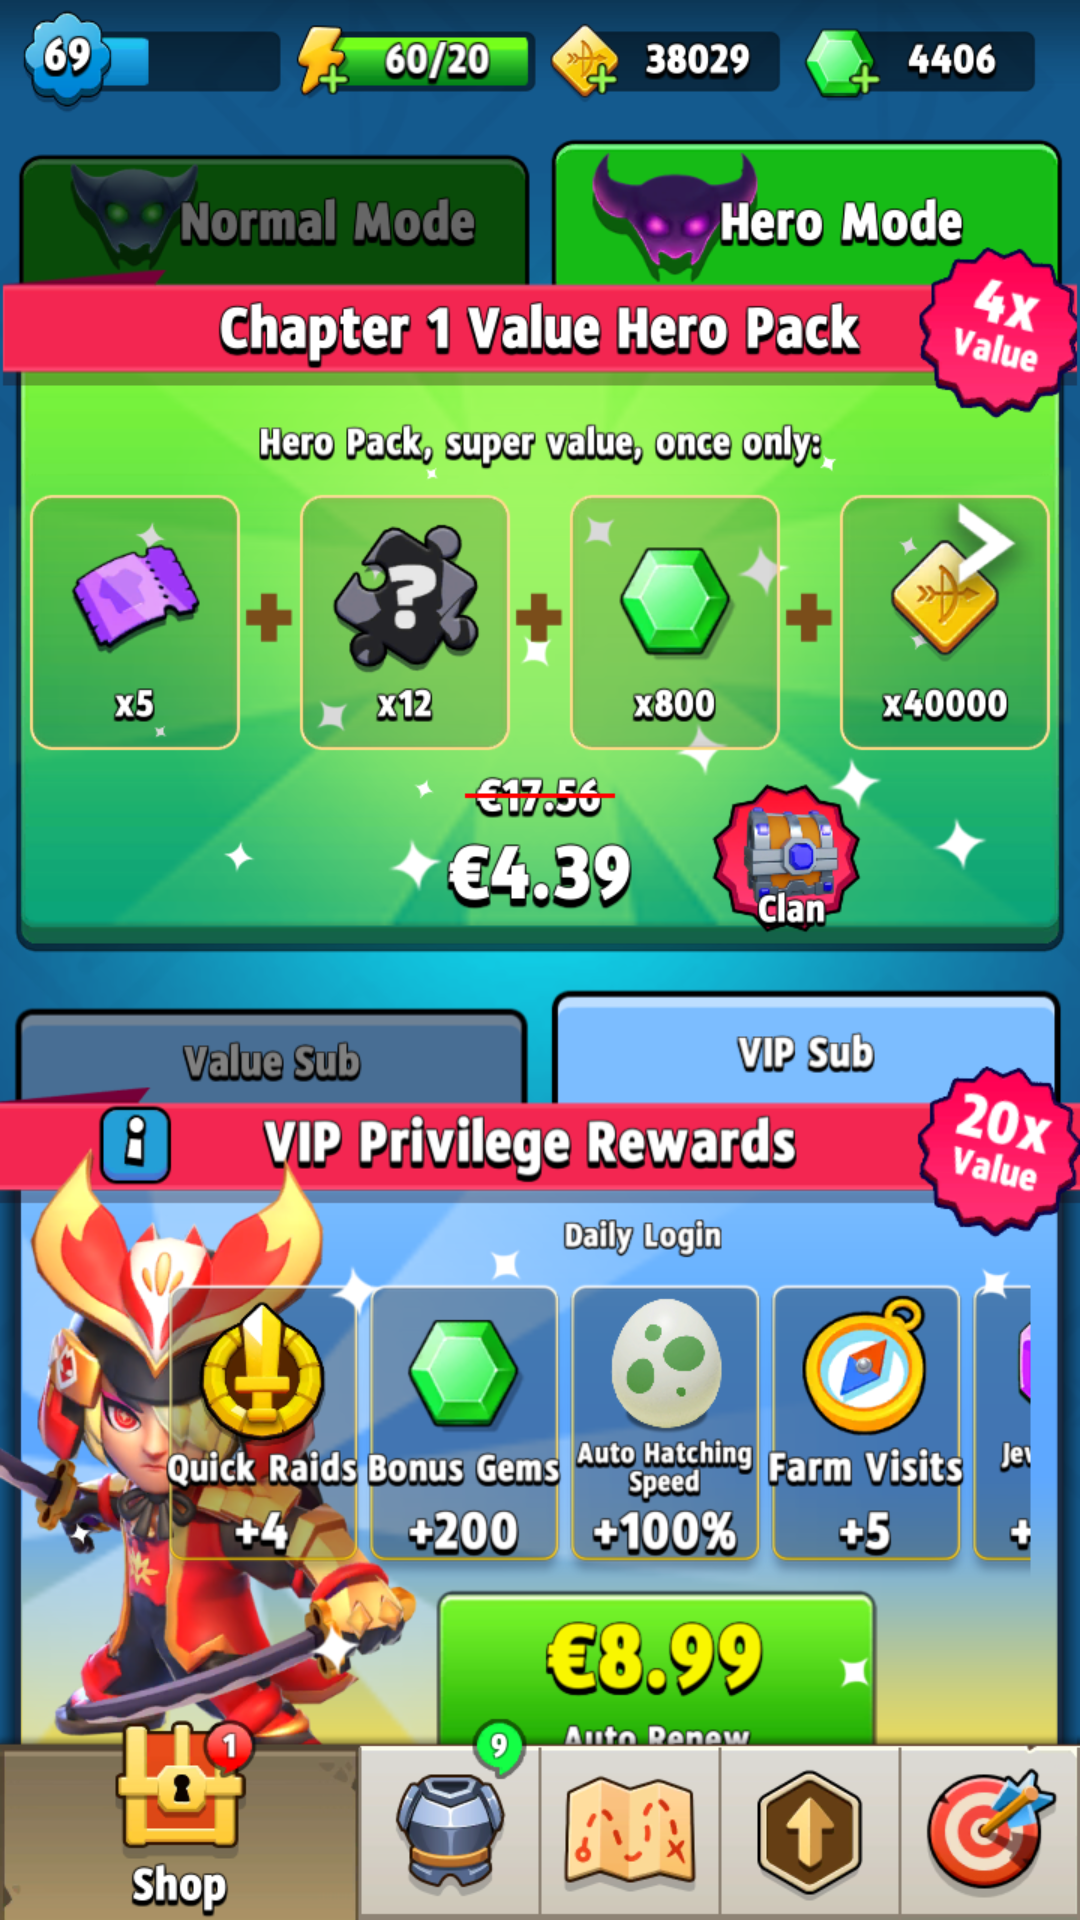 69
60/20
38029
4406
Normal Mode
Hero Mode
Chapter 1 Value Hero Pack
4x
Value
Hero Pack, super value, once only:
x5
x12
x800
x40000
€17.56
€4.39
Clan
Value Sub
VIP Sub
VIP Privilege Rewards
20x
Value
Daily Login
Quick Raids
+4
Bonus Gems
+200
Auto Hatching
Speed
+100%
Farm Visits
+5
€8.99
Auto Renew
1
9
Shop